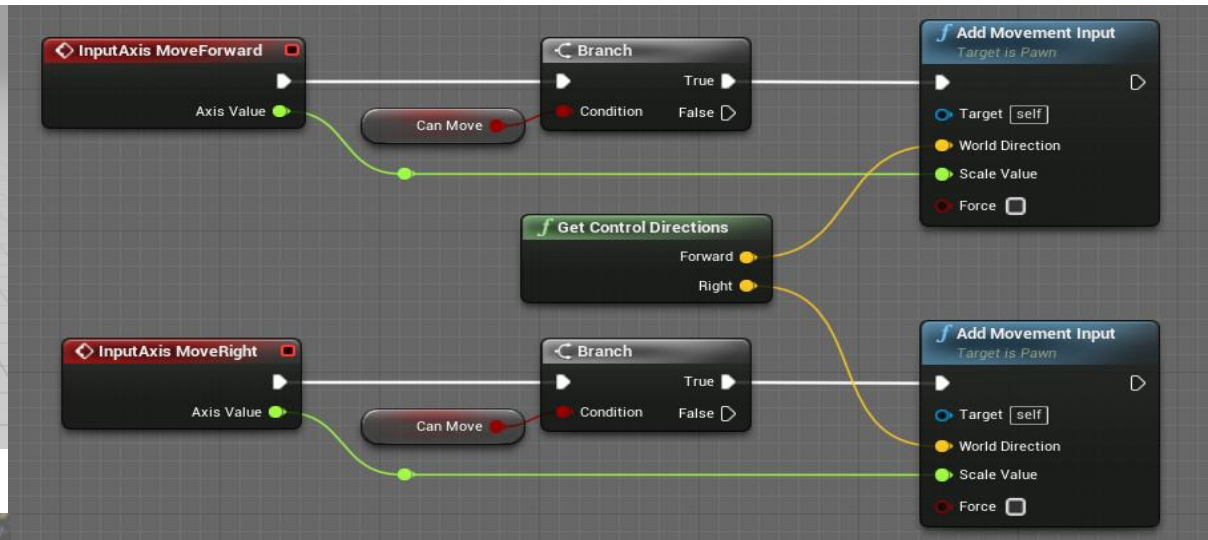 InputAxis MoveForward
Axis Value
Can Move
Branch
True
Condition
False
f Add Movement Input
Target is Pawn
Target self
World Direction
Scale Value
Force
f Get Control Directions
Forward
Right
InputAxis MoveRight
Axis Value
Can Move
Branch
True
Condition
False
f Add Movement Input
Target is Pawn
Target self
World Direction
Scale Value
Force